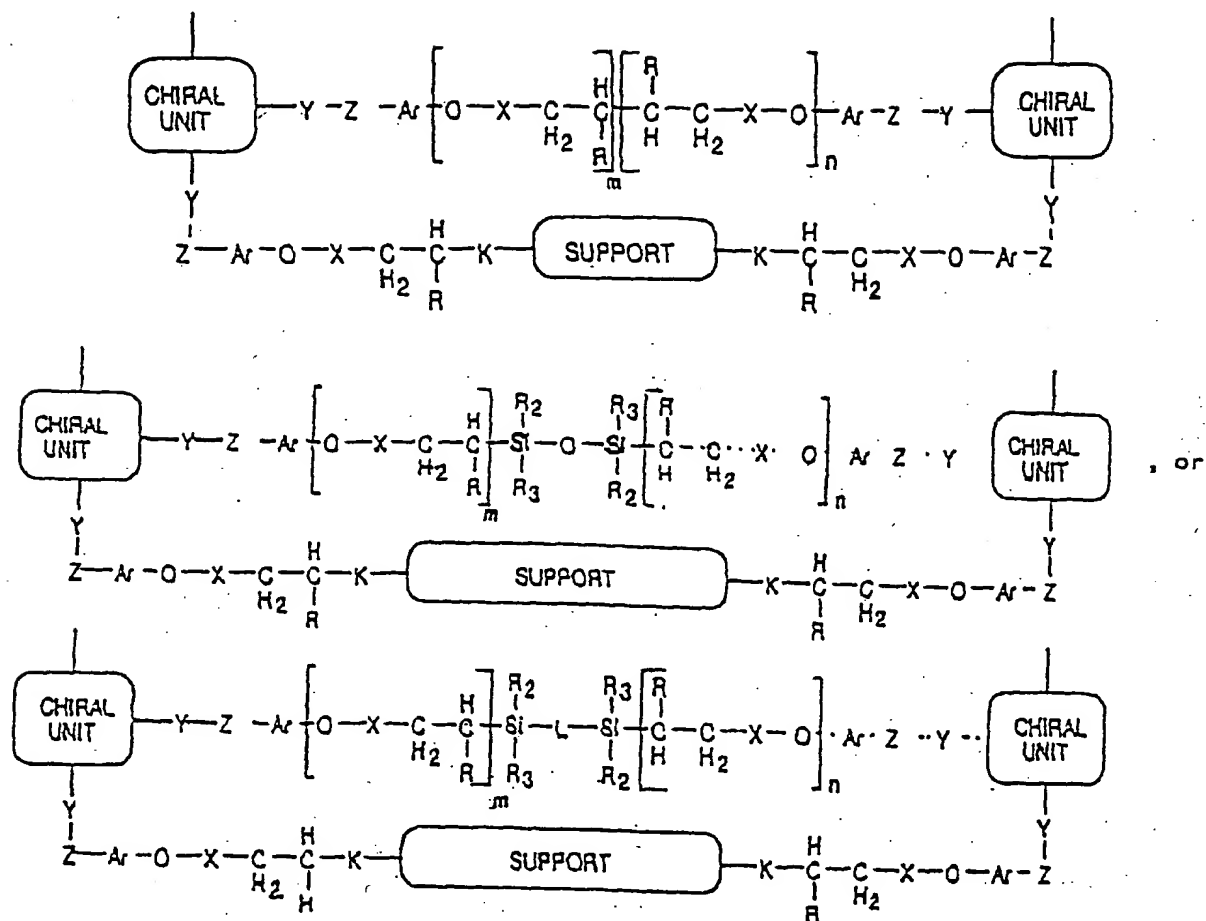 CHIRAL UNIT —Y—Z—Ar—[O—X—C—C—]m[C—C—X—O—]n Ar—Z—Y— CHIRAL UNIT
H R
H2 R H H2
Y Y
Z—Ar—O—X—C—C—K— SUPPORT —K—C—C—X—O—Ar—Z
H H
H2 R R H2
CHIRAL UNIT —Y—Z—Ar—[O—X—C—C—]m Si—O—Si—[C—C—X—O]n Ar Z Y CHIRAL UNIT , or
H R2 R3 R
H2 R R3 R2 H H2
Y Y
Z—Ar—O—X—C—C—K— SUPPORT —K—C—C—X—O—Ar—Z
H H
H2 R R H2
CHIRAL UNIT —Y—Z—Ar—[O—X—C—C—]m Si—L—Si—[C—C—X—O]n Ar—Z—Y— CHIRAL UNIT
H R2 R3 R
H2 R R3 R2 H H2
Y Y
Z—Ar—O—X—C—C—K— SUPPORT —K—C—C—X—O—Ar—Z
H H
H2 H R H2